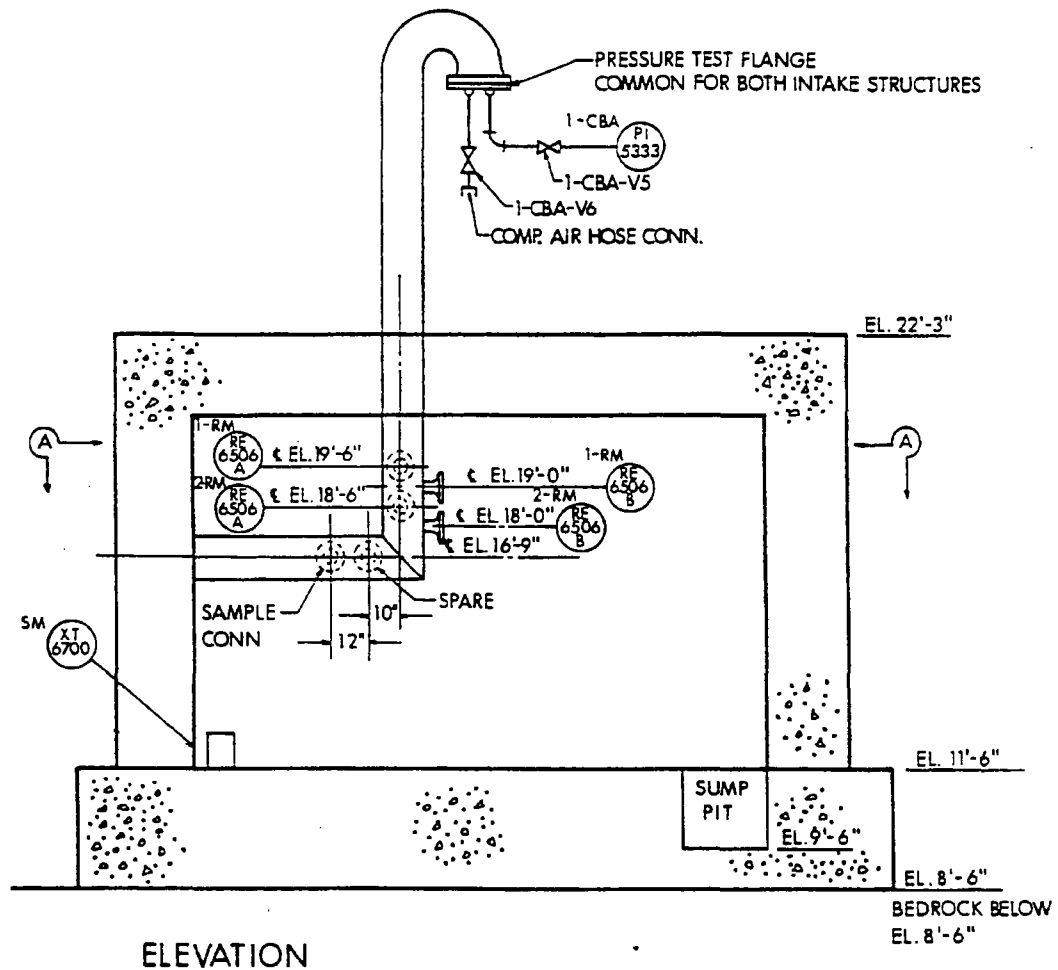 PRESSURE TEST FLANGE
COMMON FOR BOTH INTAKE STRUCTURES
1-CBA
PI
5333
1-CBA-V5
1-CBA-V6
COMP. AIR HOSE CONN.
EL. 22'-3"
A
A
1-RM
RE
6506
A
℄ EL. 19'-6"
1-RM
RE
6506
B
℄ EL. 19'-0"
2-RM
RE
6506
A
℄ EL. 18'-6"
2-RM
RE
6506
B
℄ EL. 18'-0"
℄ EL. 16'-9"
SAMPLE
CONN
SPARE
10"
12"
SM
XT
6700
EL. 11'-6"
SUMP
PIT
EL. 9'-6"
EL. 8'-6"
BEDROCK BELOW
EL. 8'-6"
ELEVATION